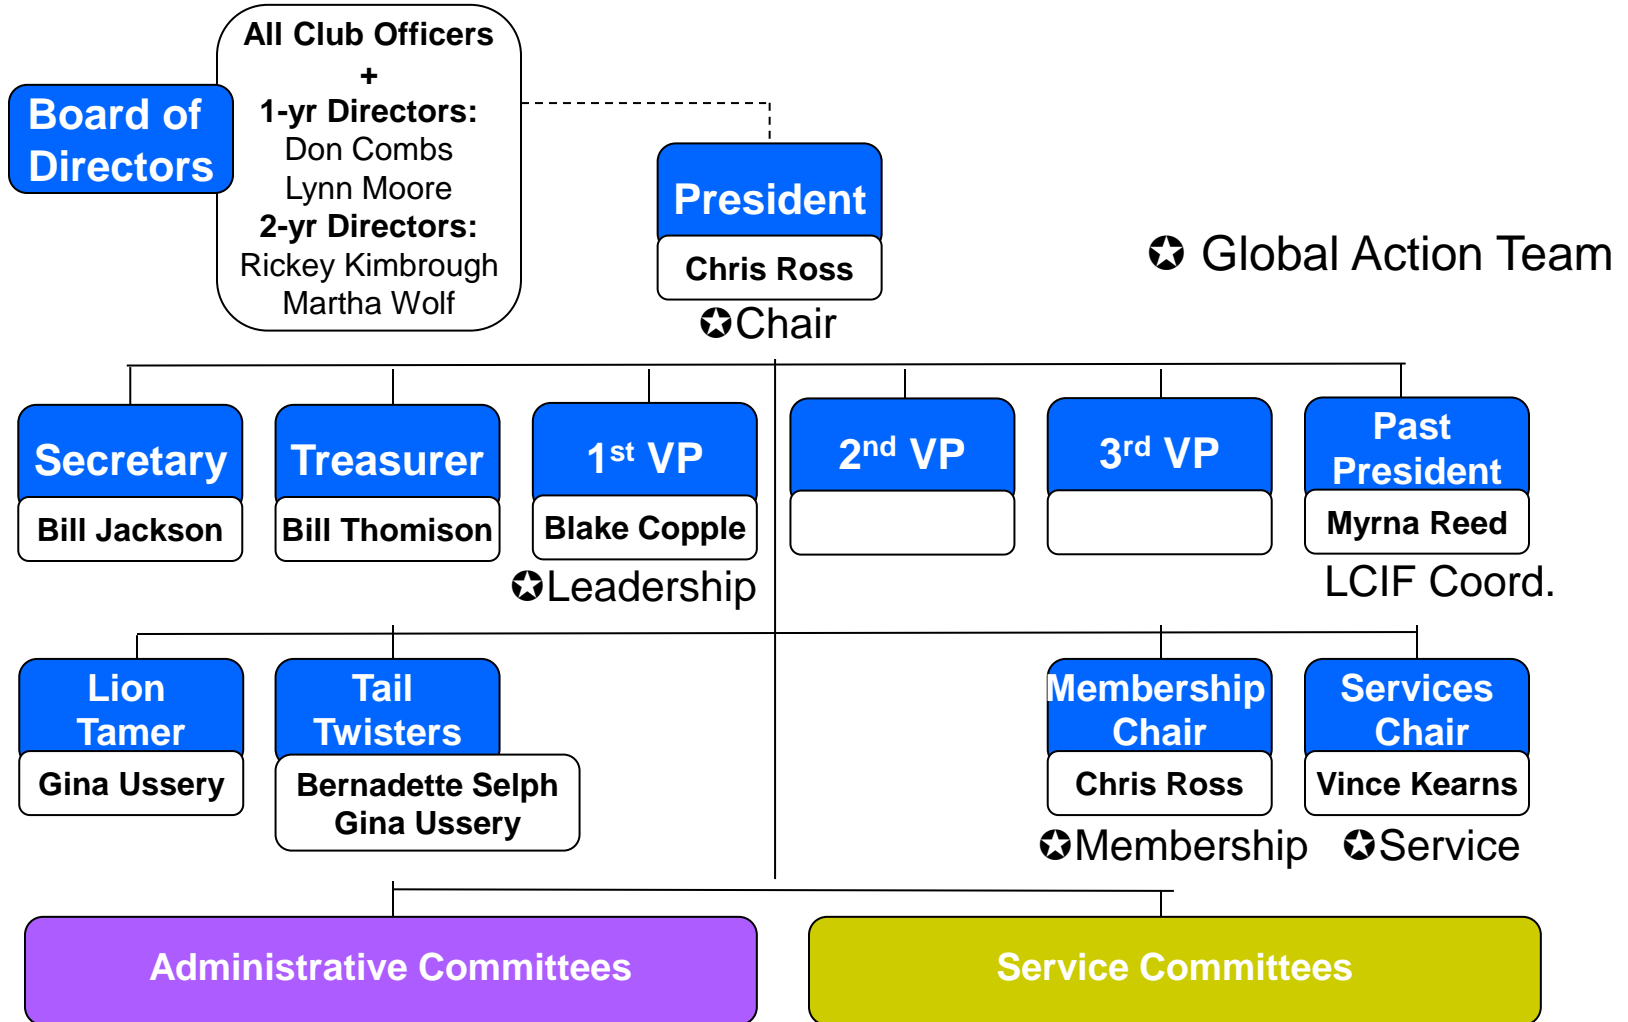 All Club Officers
+
1-yr Directors:
Don Combs
Lynn Moore
2-yr Directors:
Rickey Kimbrough
Martha Wolf
Board of
Directors
President
Chris Ross
✪Chair
✪ Global Action Team
Secretary
Bill Jackson
Treasurer
Bill Thomison
1st VP
Blake Copple
✪Leadership
2nd VP
3rd VP
Past
President
Myrna Reed
LCIF Coord.
Lion
Tamer
Gina Ussery
Tail
Twisters
Bernadette Selph
Gina Ussery
Membership
Chair
Chris Ross
✪Membership
Services
Chair
Vince Kearns
✪Service
Administrative Committees
Service Committees